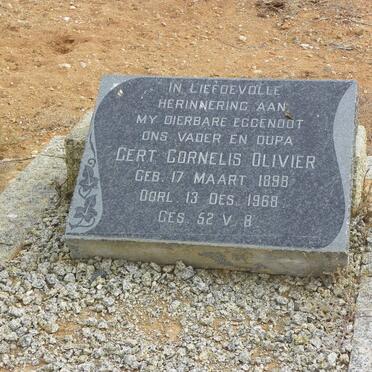 IN LIEFDEVOLLE
HERINNERING AAN
MY DIERBARE EGGENOOT
ONS VADER EN OUPA
GERT CORNELIS OLIVIER
GEB. 17 MAART 1898
OORL 13 DES. 1968
GES. 52 V 8